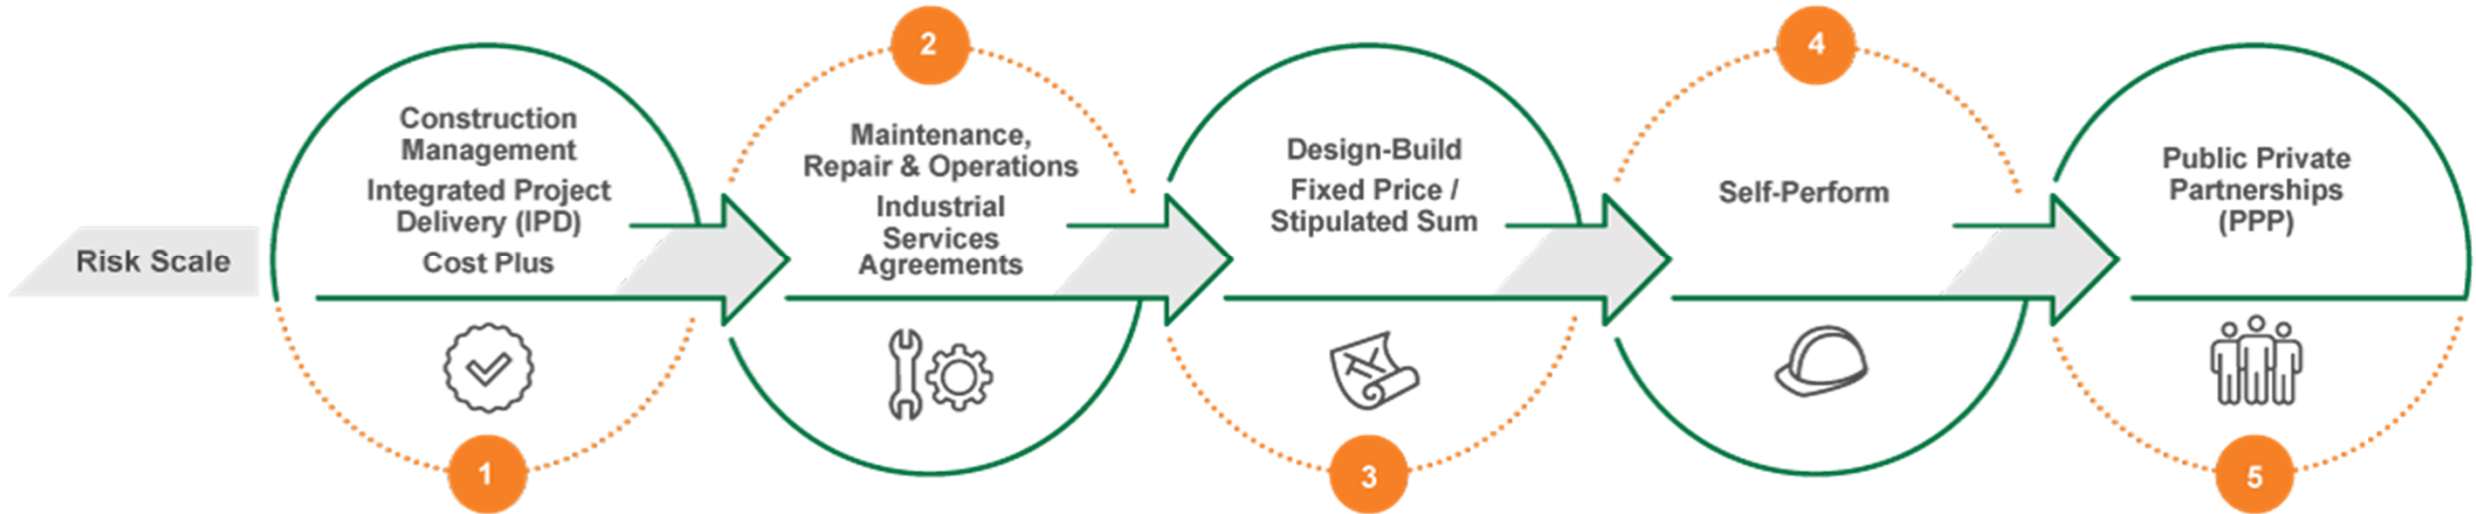 Risk Scale
Construction
Management
Integrated Project
Delivery (IPD)
Cost Plus
1
2
Maintenance,
Repair & Operations
Industrial
Services
Agreements
Design-Build
Fixed Price /
Stipulated Sum
3
4
Self-Perform
Public Private
Partnerships
(PPP)
5